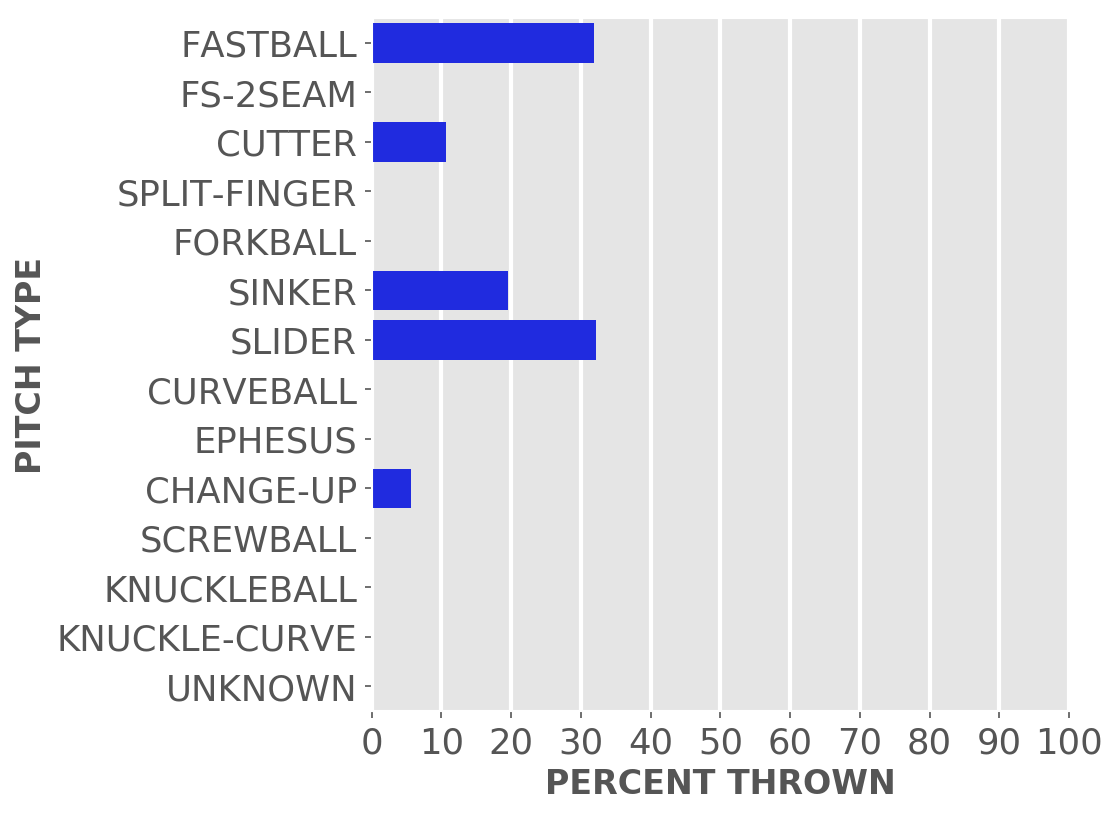 FASTBALL
FS-2SEAM
CUTTER
SPLIT-FINGER
FORKBALL
SINKER
SLIDER
CURVEBALL
EPHESUS
CHANGE-UP
SCREWBALL
KNUCKLEBALL
KNUCKLE-CURVE
UNKNOWN
PITCH TYPE
0 10 20 30 40 50 60 70 80 90 100
PERCENT THROWN